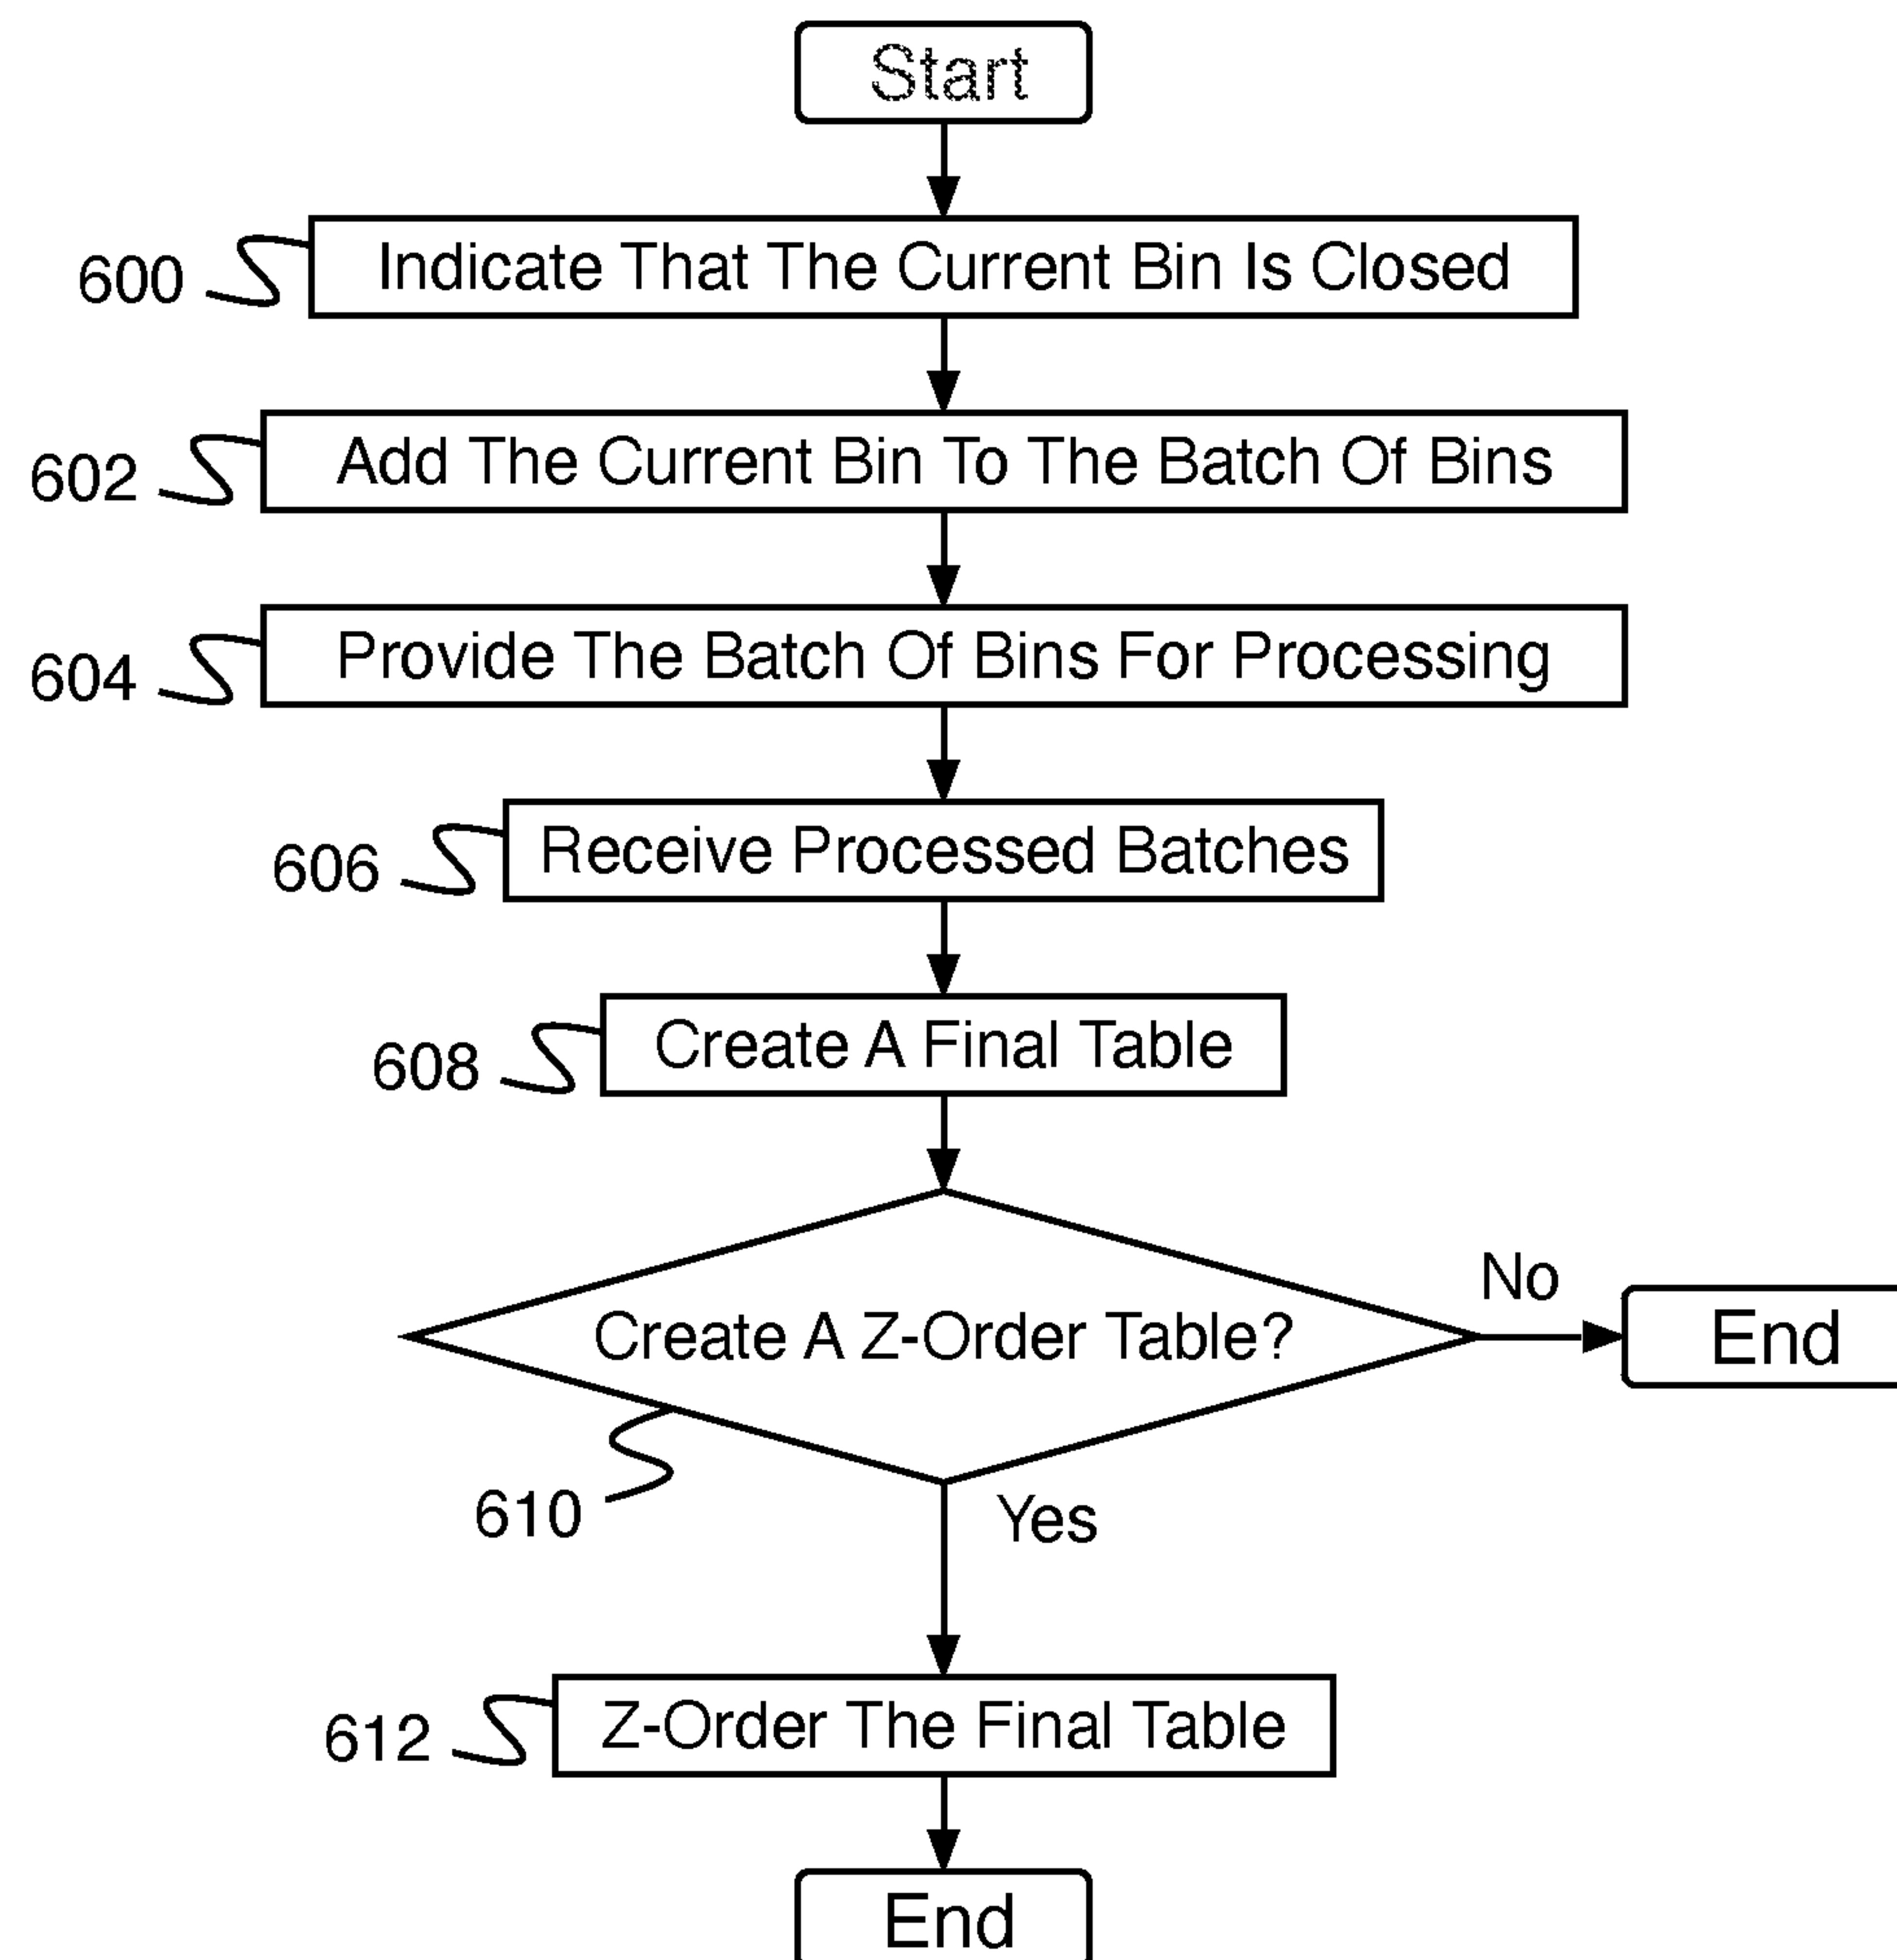 Start
600
Indicate That The Current Bin Is Closed
602
Add The Current Bin To The Batch Of Bins
604
Provide The Batch Of Bins For Processing
606
Receive Processed Batches
608
Create A Final Table
Create A Z-Order Table?
No
End
610
Yes
612
Z-Order The Final Table
End